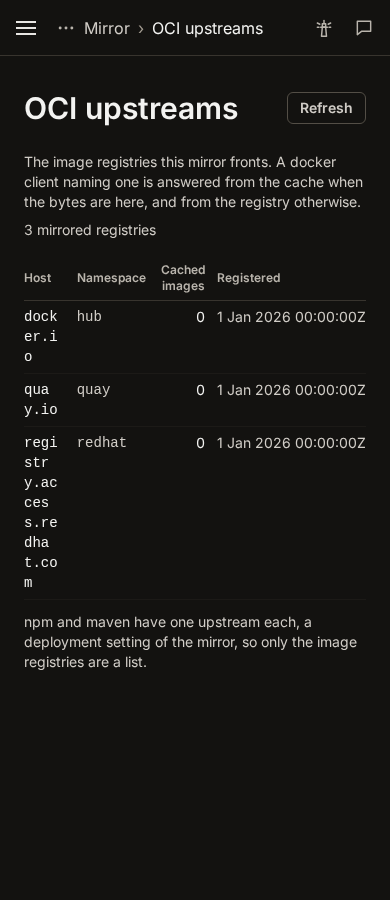 ··· Mirror › OCI upstreams
OCI upstreams
Refresh
The image registries this mirror fronts. A docker
client naming one is answered from the cache when
the bytes are here, and from the registry otherwise.
3 mirrored registries
Host Namespace Cached images Registered
dock
er.i
o
hub 0 1 Jan 2026 00:00:00Z
qua
y.io
quay 0 1 Jan 2026 00:00:00Z
regi
str
y.ac
ces
s.re
dha
t.co
m
redhat 0 1 Jan 2026 00:00:00Z
npm and maven have one upstream each, a
deployment setting of the mirror, so only the image
registries are a list.